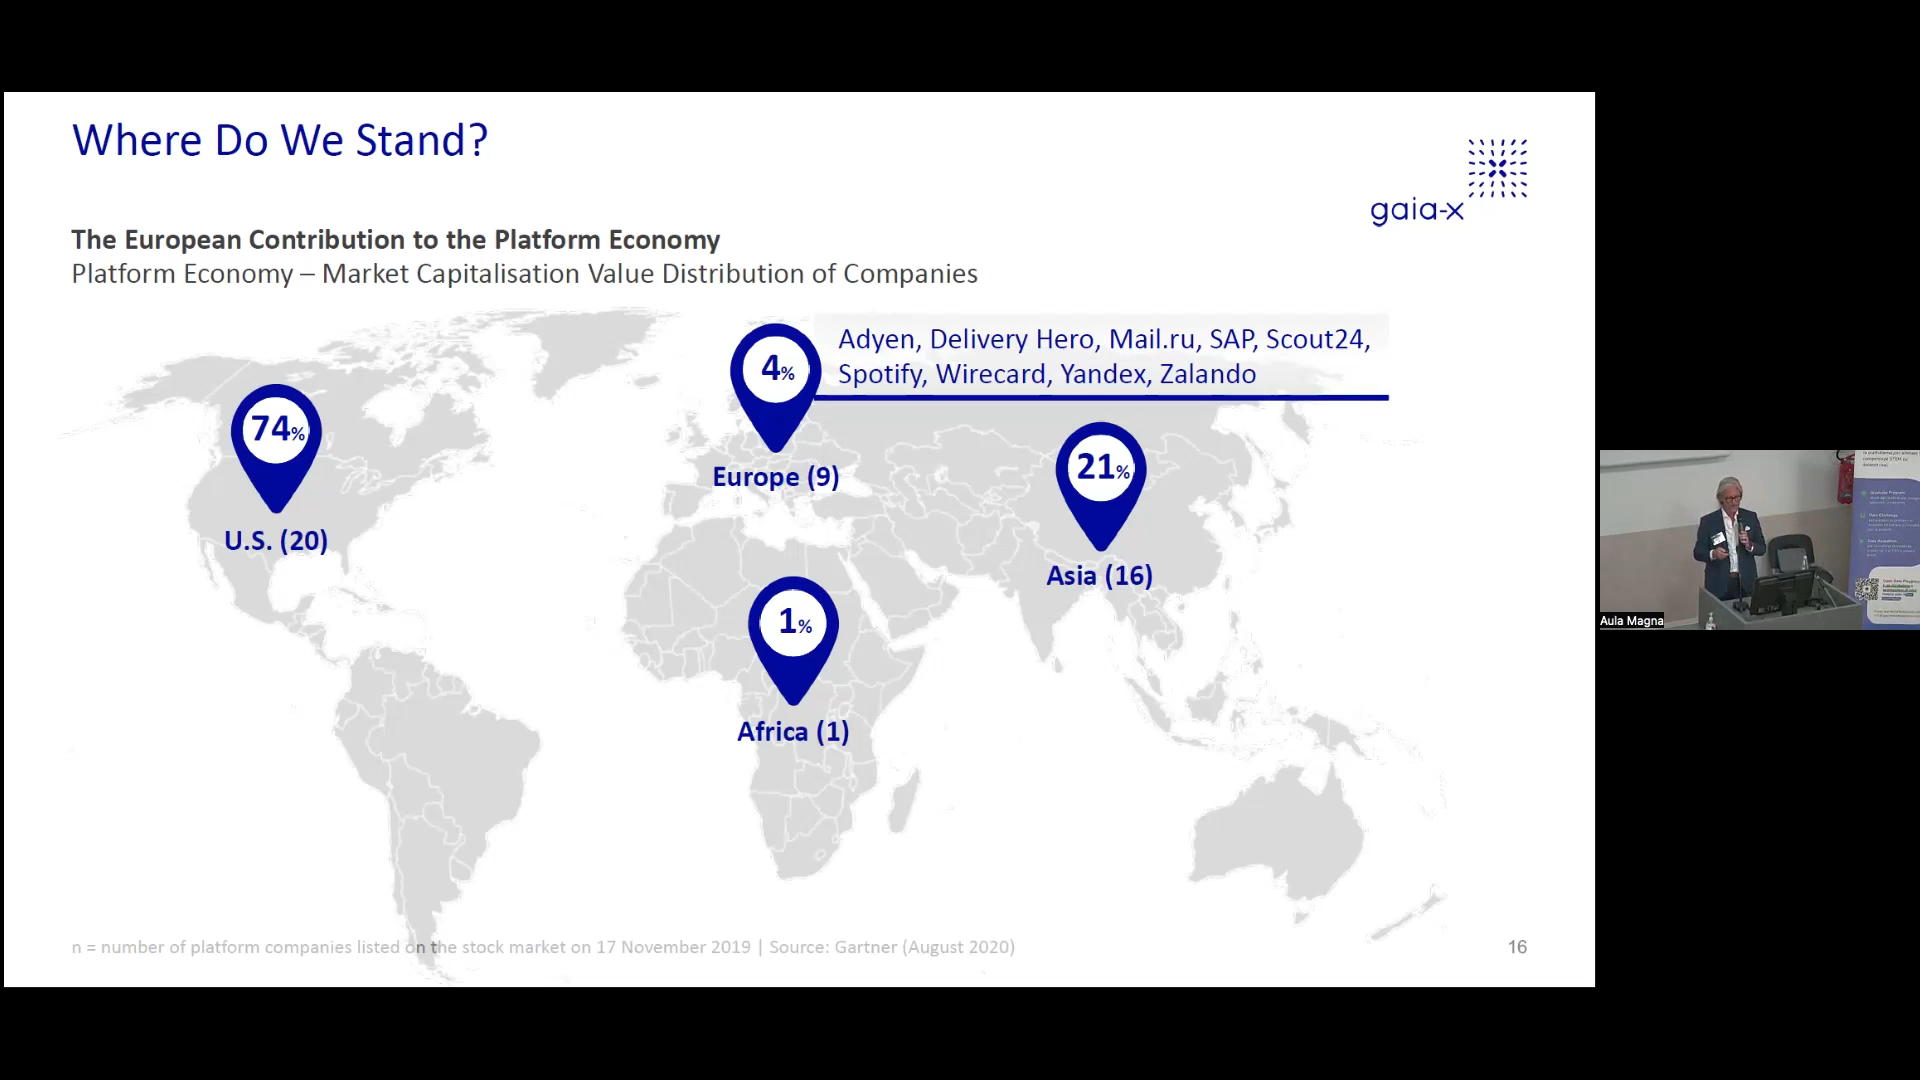 Where Do We Stand?
gaia-x
The European Contribution to the Platform Economy
Platform Economy – Market Capitalisation Value Distribution of Companies
Adyen, Delivery Hero, Mail.ru, SAP, Scout24,
Spotify, Wirecard, Yandex, Zalando
4%
Europe (9)
74%
U.S. (20)
21%
Asia (16)
1%
Africa (1)
n = number of platform companies listed on the stock market on 17 November 2019 | Source: Gartner (August 2020)
16
Aula Magna